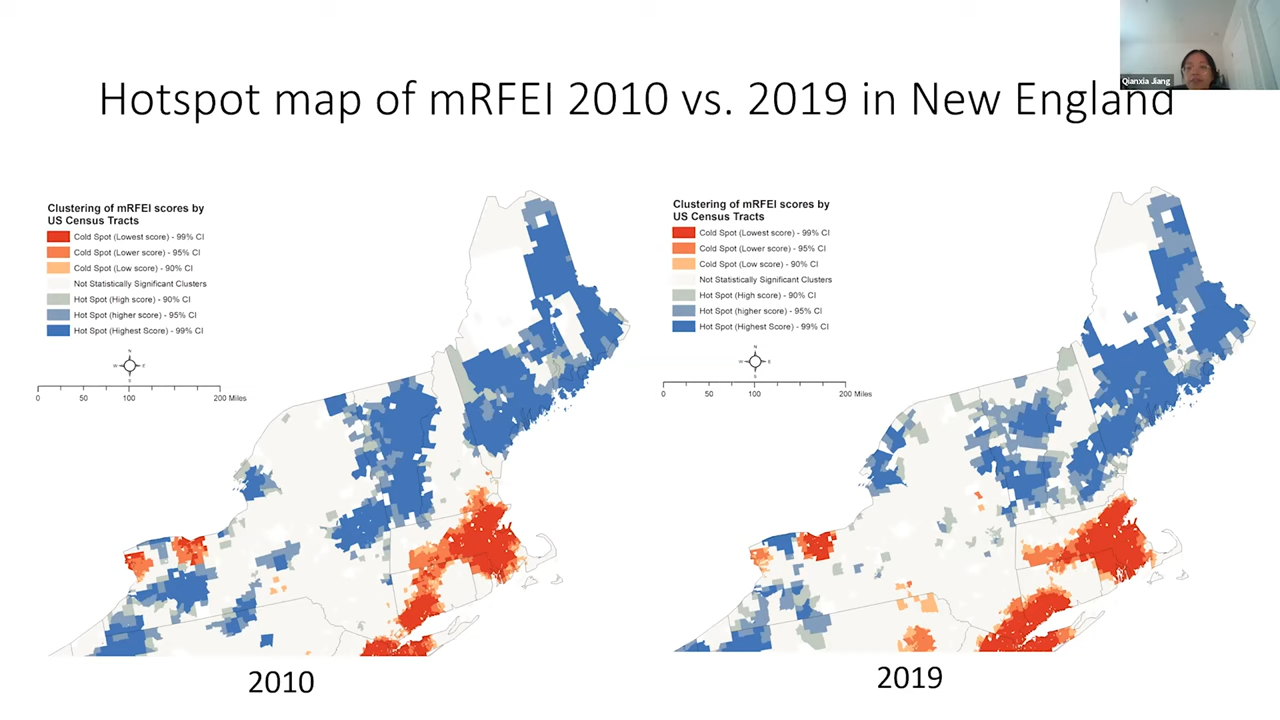 Qianxia Jiang
Hotspot map of mRFEI 2010 vs. 2019 in New England
Clustering of mRFEI scores by
US Census Tracts
Cold Spot (Lowest score) - 99% CI
Cold Spot (Lower score) - 95% CI
Cold Spot (Low score) - 90% CI
Not Statistically Significant Clusters
Hot Spot (High score) - 90% CI
Hot Spot (higher score) - 95% CI
Hot Spot (Highest Score) - 99% CI
N
W E
S
0 50 100 200 Miles
2010
Clustering of mRFEI scores by
US Census Tracts
Cold Spot (Lowest score) - 99% CI
Cold Spot (Lower score) - 95% CI
Cold Spot (Low score) - 90% CI
Not Statistically Significant Clusters
Hot Spot (High score) - 90% CI
Hot Spot (higher score) - 95% CI
Hot Spot (Highest Score) - 99% CI
N
W E
S
0 50 100 200 Miles
2019